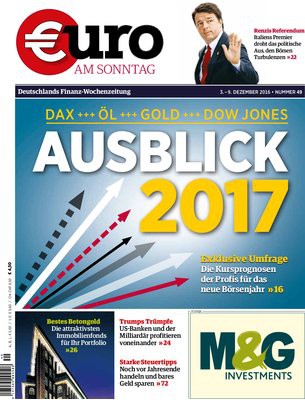 €uro
AM SONNTAG
Renzis Referendum
Italiens Premier
droht das politische
Aus, den Börsen
Turbulenzen »22
Deutschlands Finanz-Wochenzeitung
3. – 9. DEZEMBER 2016 • NUMMER 49
DAX +++ ÖL +++ GOLD +++ DOW JONES
AUSBLICK
2017
Exklusive Umfrage
Die Kursprognosen
der Profis für das
neue Börsenjahr »16
Bestes Betongold
Die attraktivsten
Immobilienfonds
für Ihr Portfolio
»26
Trumps Trümpfe
US-Banken und der
Militäretat profitieren
voneinander »24
Starke Steuertipps
Noch vor Jahresende
handeln und bares
Geld sparen »72
M&G
INVESTMENTS
€ 4,50